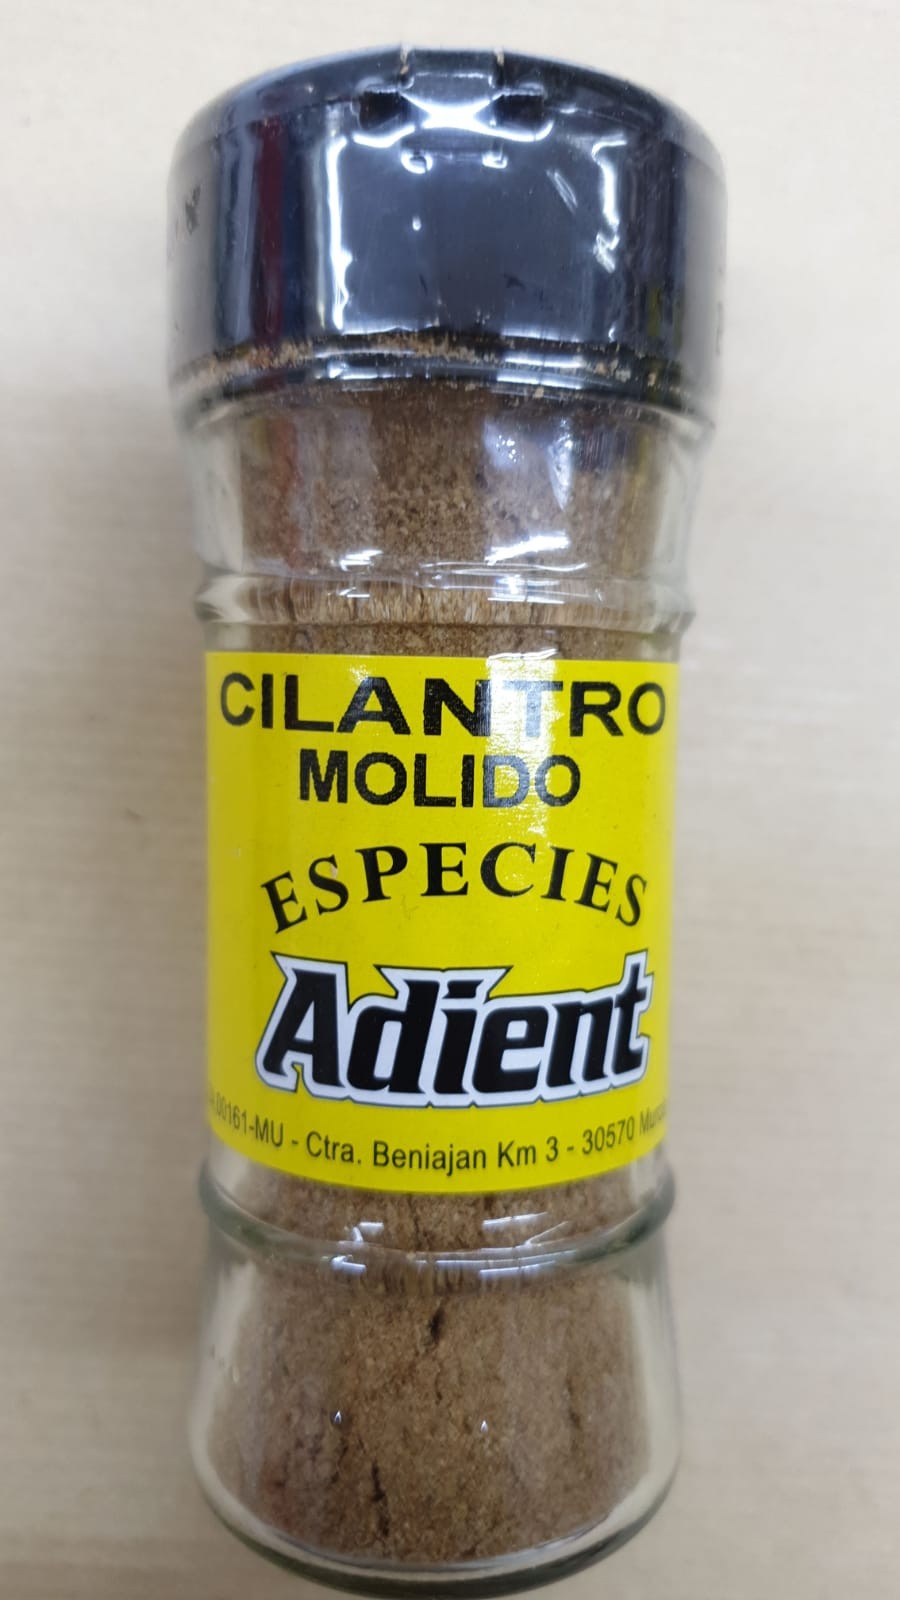 CILANTRO
MOLIDO
ESPECIES
Adient
00161-MU - Ctra. Beniajan Km 3 - 30570